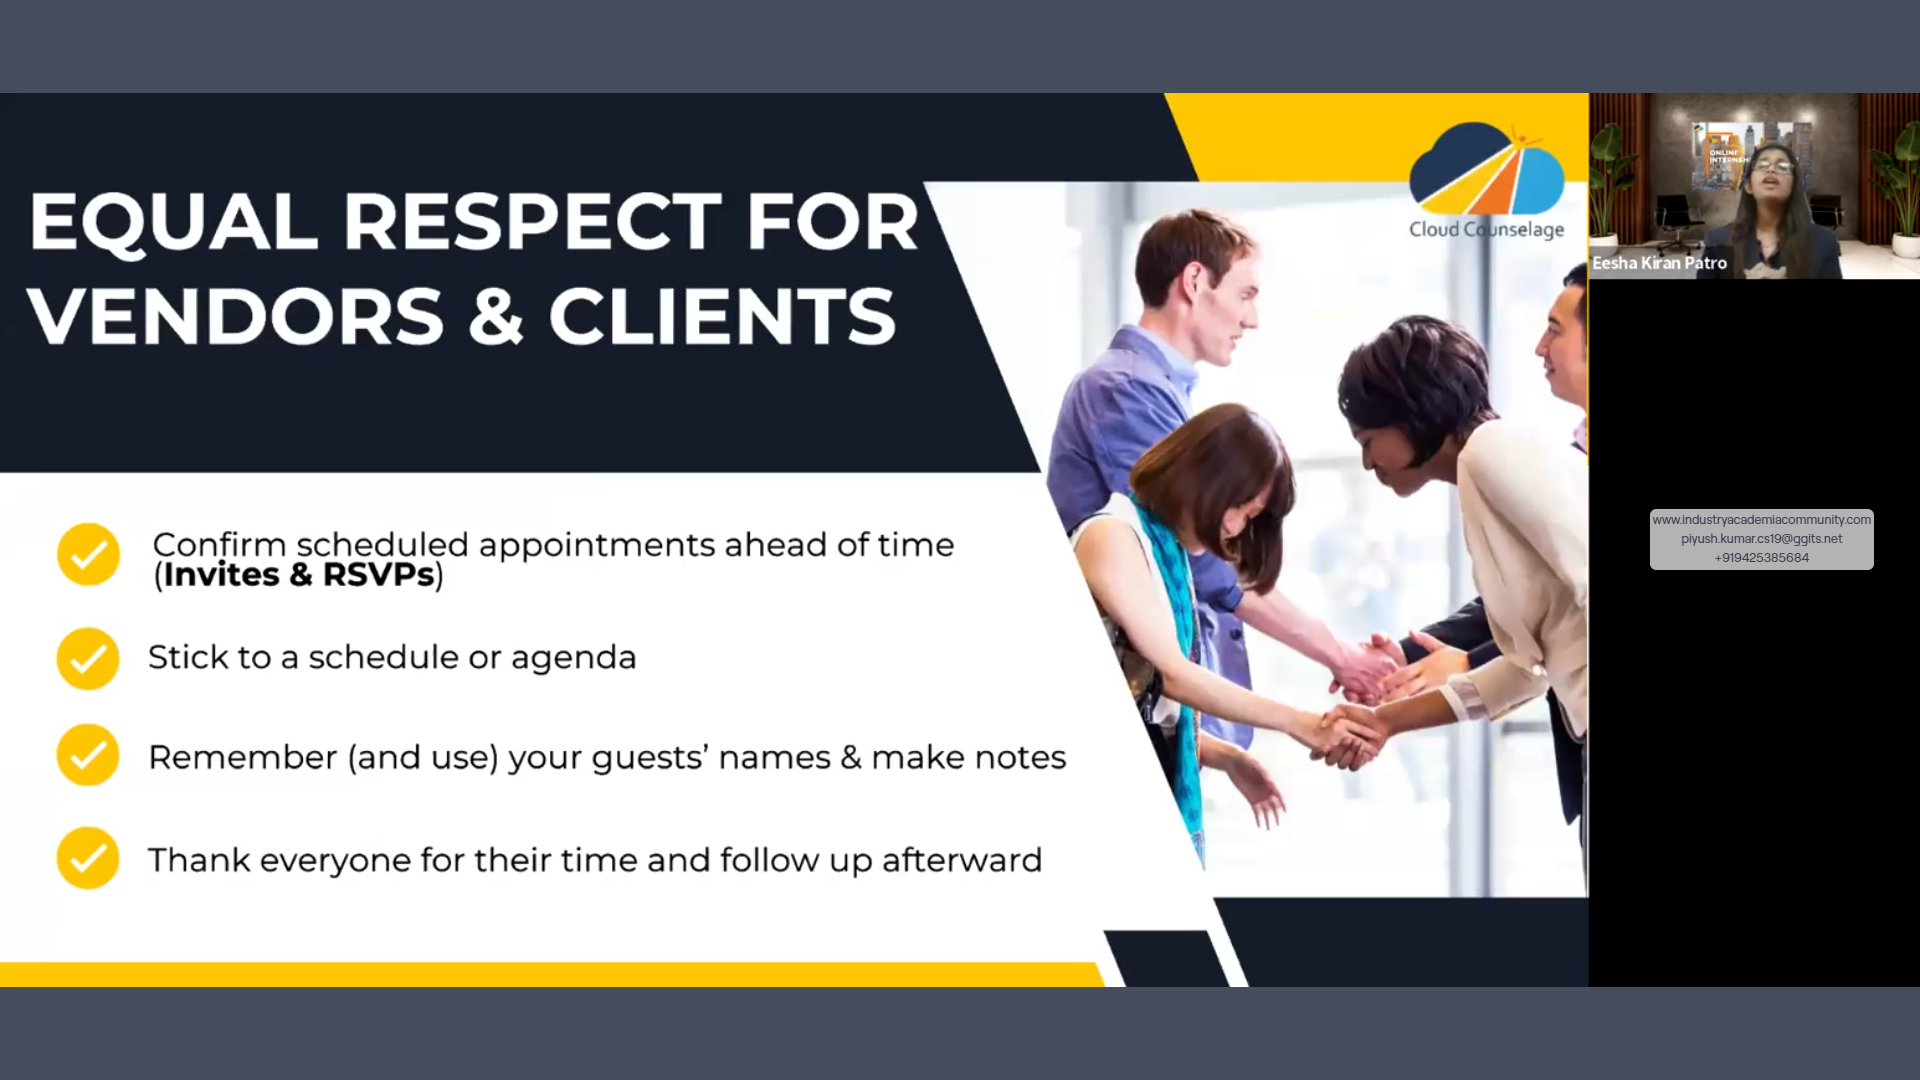 EQUAL RESPECT FOR
VENDORS & CLIENTS
Confirm scheduled appointments ahead of time
(Invites & RSVPs)
Stick to a schedule or agenda
Remember (and use) your guests’ names & make notes
Thank everyone for their time and follow up afterward
Cloud Counselage
ONLINE
Eesha Kiran Patro
www.industryacademiacommunity.com
piyush.kumar.cs19@ggits.net
+919425385684